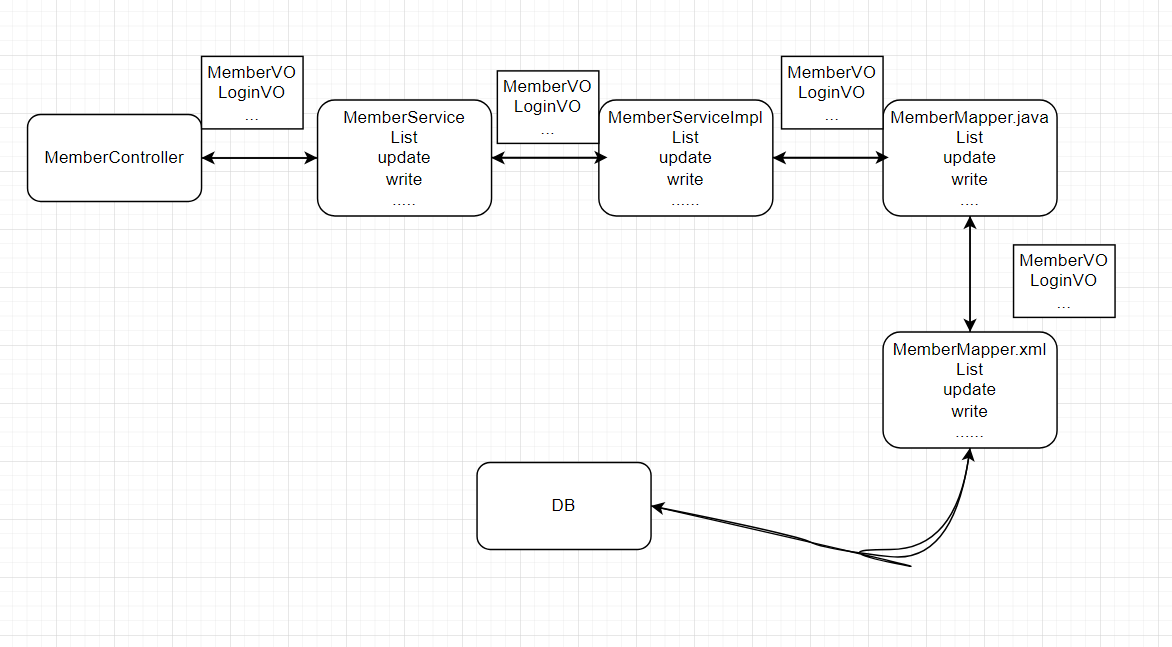 MemberController
MemberVO
LoginVO
...
MemberService
List
update
write
.....
MemberVO
LoginVO
...
MemberServiceImpl
List
update
write
......
MemberVO
LoginVO
...
MemberMapper.java
List
update
write
....
MemberVO
LoginVO
...
MemberMapper.xml
List
update
write
......
DB